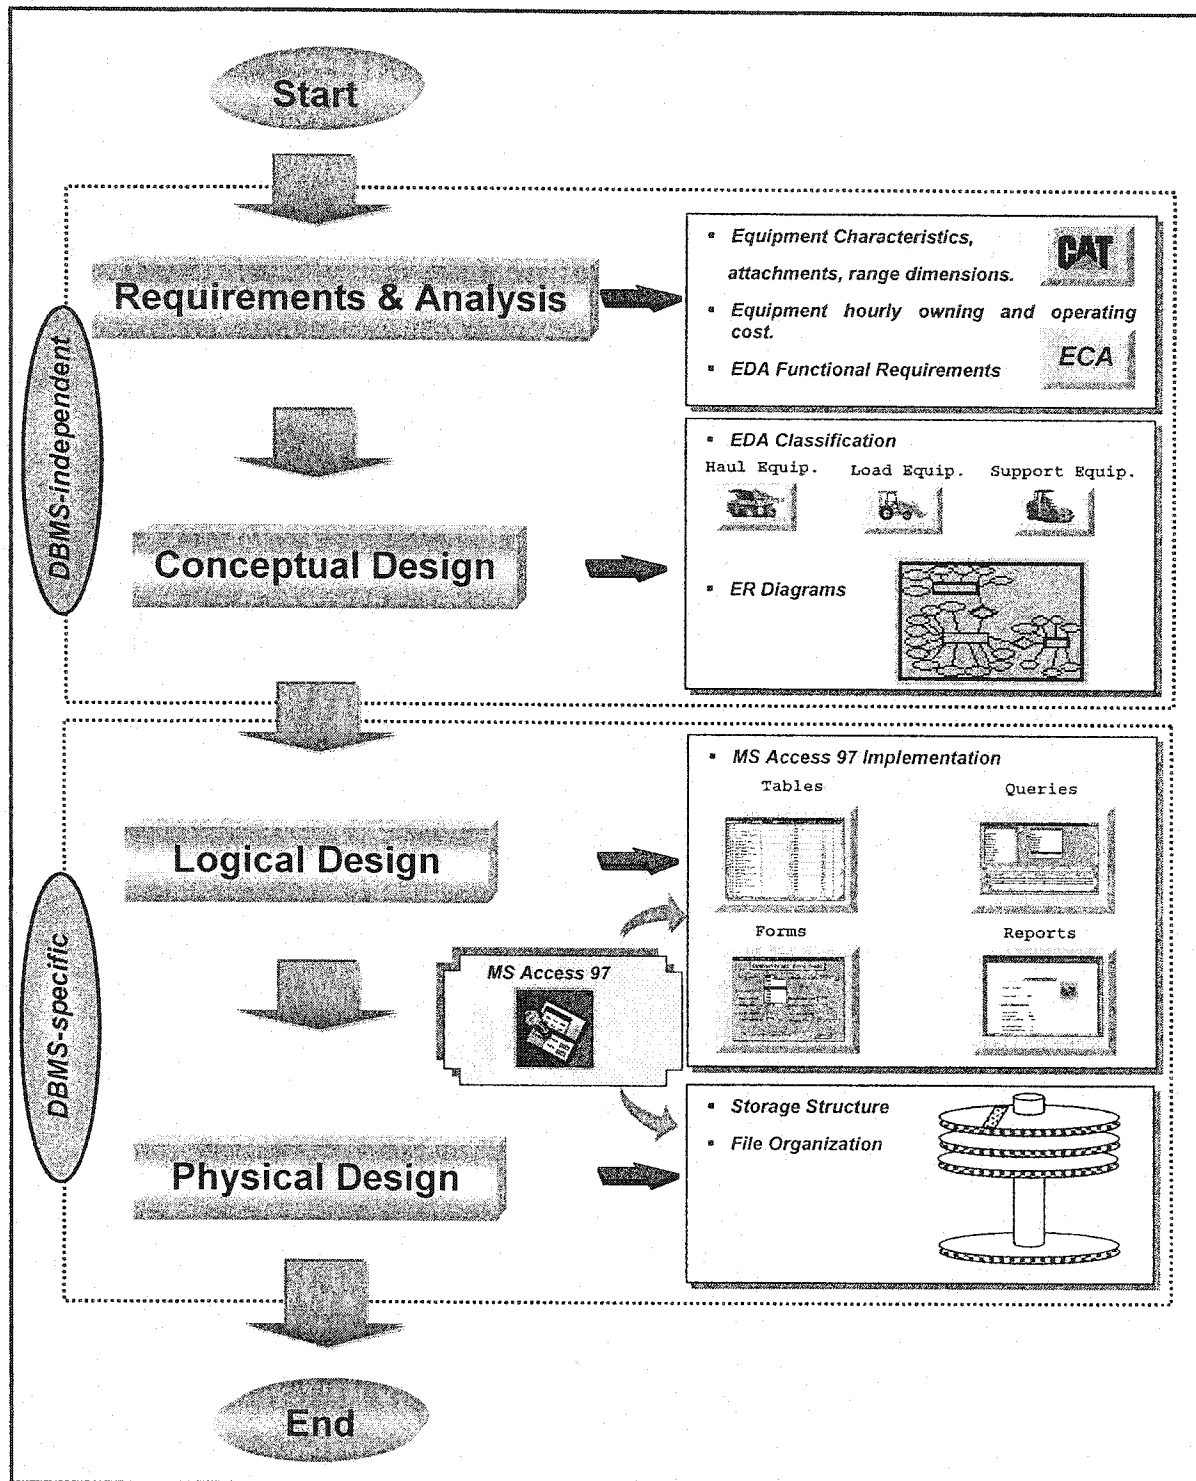 Start
Requirements & Analysis
▪ Equipment Characteristics,
attachments, range dimensions.
CAT
▪ Equipment hourly owning and operating
cost.
▪ EDA Functional Requirements
ECA
DBMS-independent
▪ EDA Classification
Haul Equip. Load Equip. Support Equip.
Conceptual Design
▪ ER Diagrams
▪ MS Access 97 Implementation
Tables Queries
Logical Design
Forms Reports
MS Access 97
DBMS-specific
▪ Storage Structure
▪ File Organization
Physical Design
End